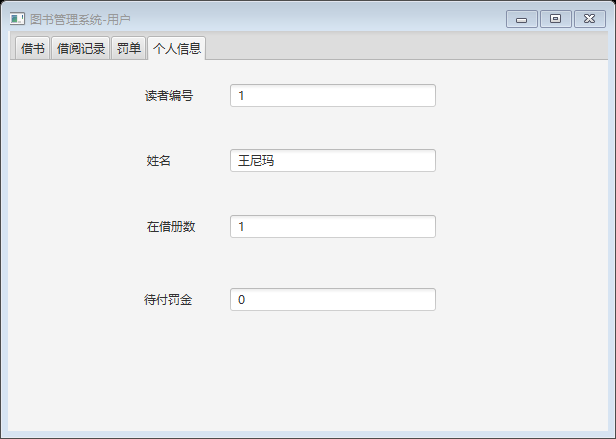 图书管理系统-用户
借书 借阅记录 罚单 个人信息
读者编号 1
姓名 王尼玛
在借册数 1
待付罚金 0